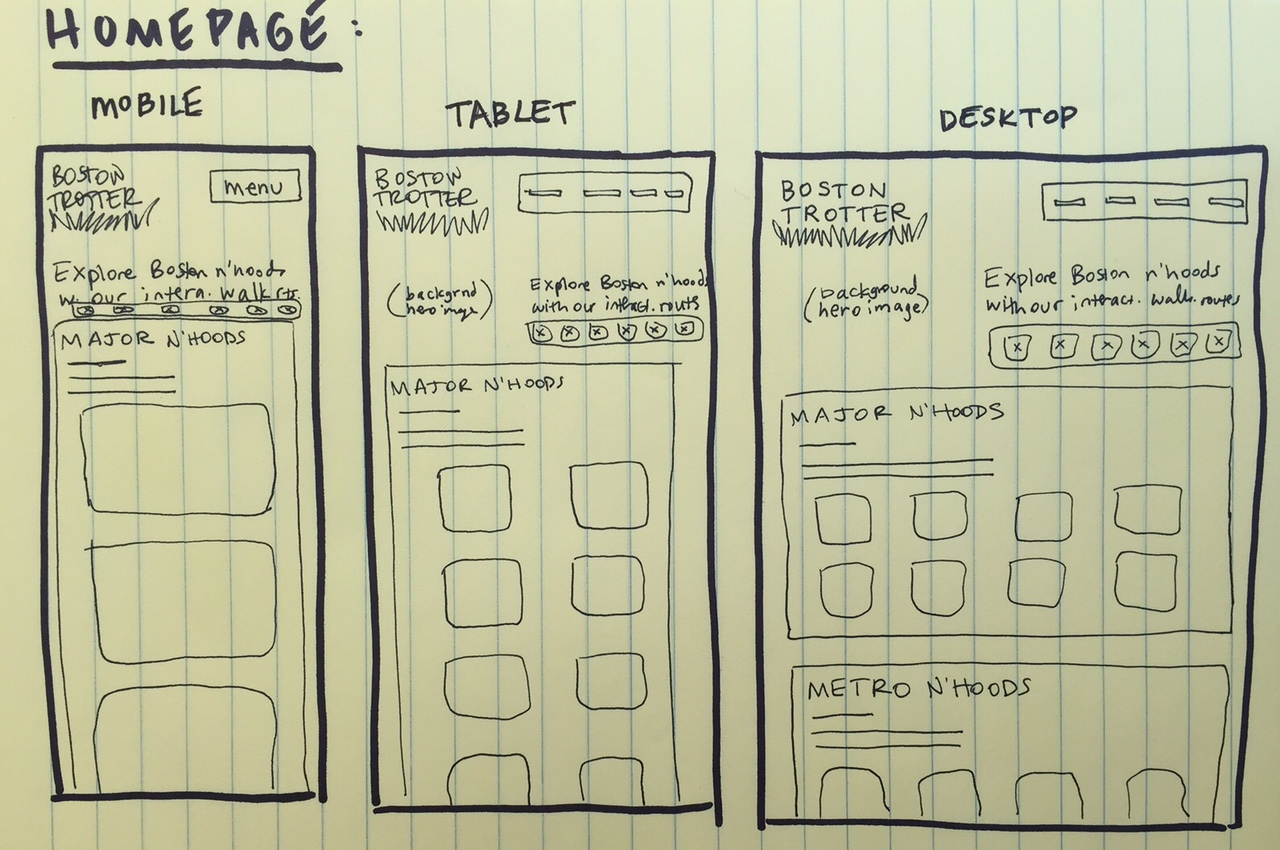 HOMEPAGE:
MOBILE
BOSTON
TROTTER
menu
Explore Boston n'hoods
w. our intera. walk rts
MAJOR N'HOODS
TABLET
BOSTON
TROTTER
(backgrnd
hero image)
Explore Boston n'hoods
with our interact. routs
MAJOR N'HOODS
DESKTOP
BOSTON
TROTTER
(background
hero image)
Explore Boston n'hoods
with our interact. walk. routes
MAJOR N'HOODS
METRO N'HOODS